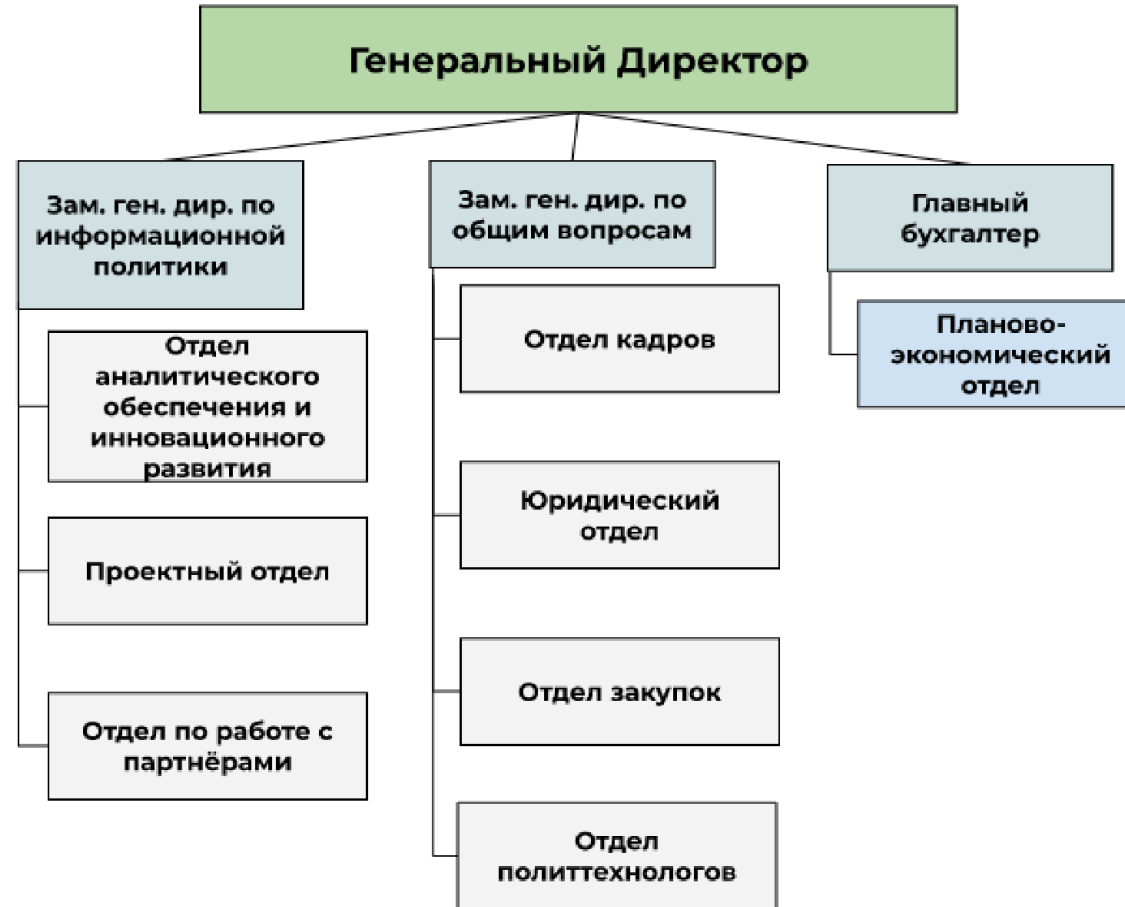 Генеральный Директор
Зам. ген. дир. по
информационной
политики
Отдел
аналитического
обеспечения и
инновационного
развития
Проектный отдел
Отдел по работе с
партнёрами
Зам. ген. дир. по
общим вопросам
Отдел кадров
Юридический
отдел
Отдел закупок
Отдел
политтехнологов
Главный
бухгалтер
Планово-
экономический
отдел